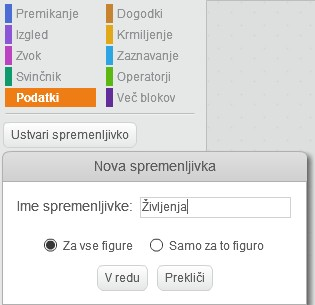 Premikanje Dogodki
Izgled Krmiljenje
Zvok Zaznavanje
Svinčnik Operatorji
Podatki Več blokov
Ustvari spremenljivko
Nova spremenljivka
Ime spremenljivke: Življenja
Za vse figure Samo za to figuro
V redu Prekliči